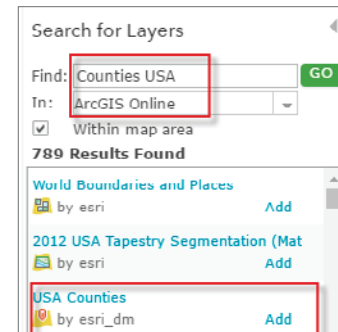 Search for Layers
Find: Counties USA GO
In: ArcGIS Online
Within map area
789 Results Found
World Boundaries and Places
by esri Add
2012 USA Tapestry Segmentation (Mat
by esri Add
USA Counties
by esri_dm Add